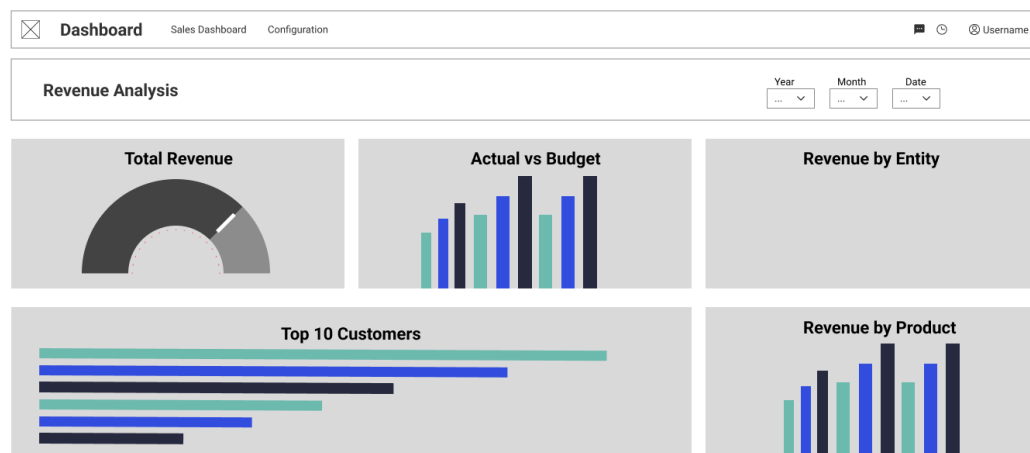 Dashboard Sales Dashboard Configuration Username
Revenue Analysis
Year Month Date
... ... ...
Total Revenue Actual vs Budget Revenue by Entity
Top 10 Customers Revenue by Product